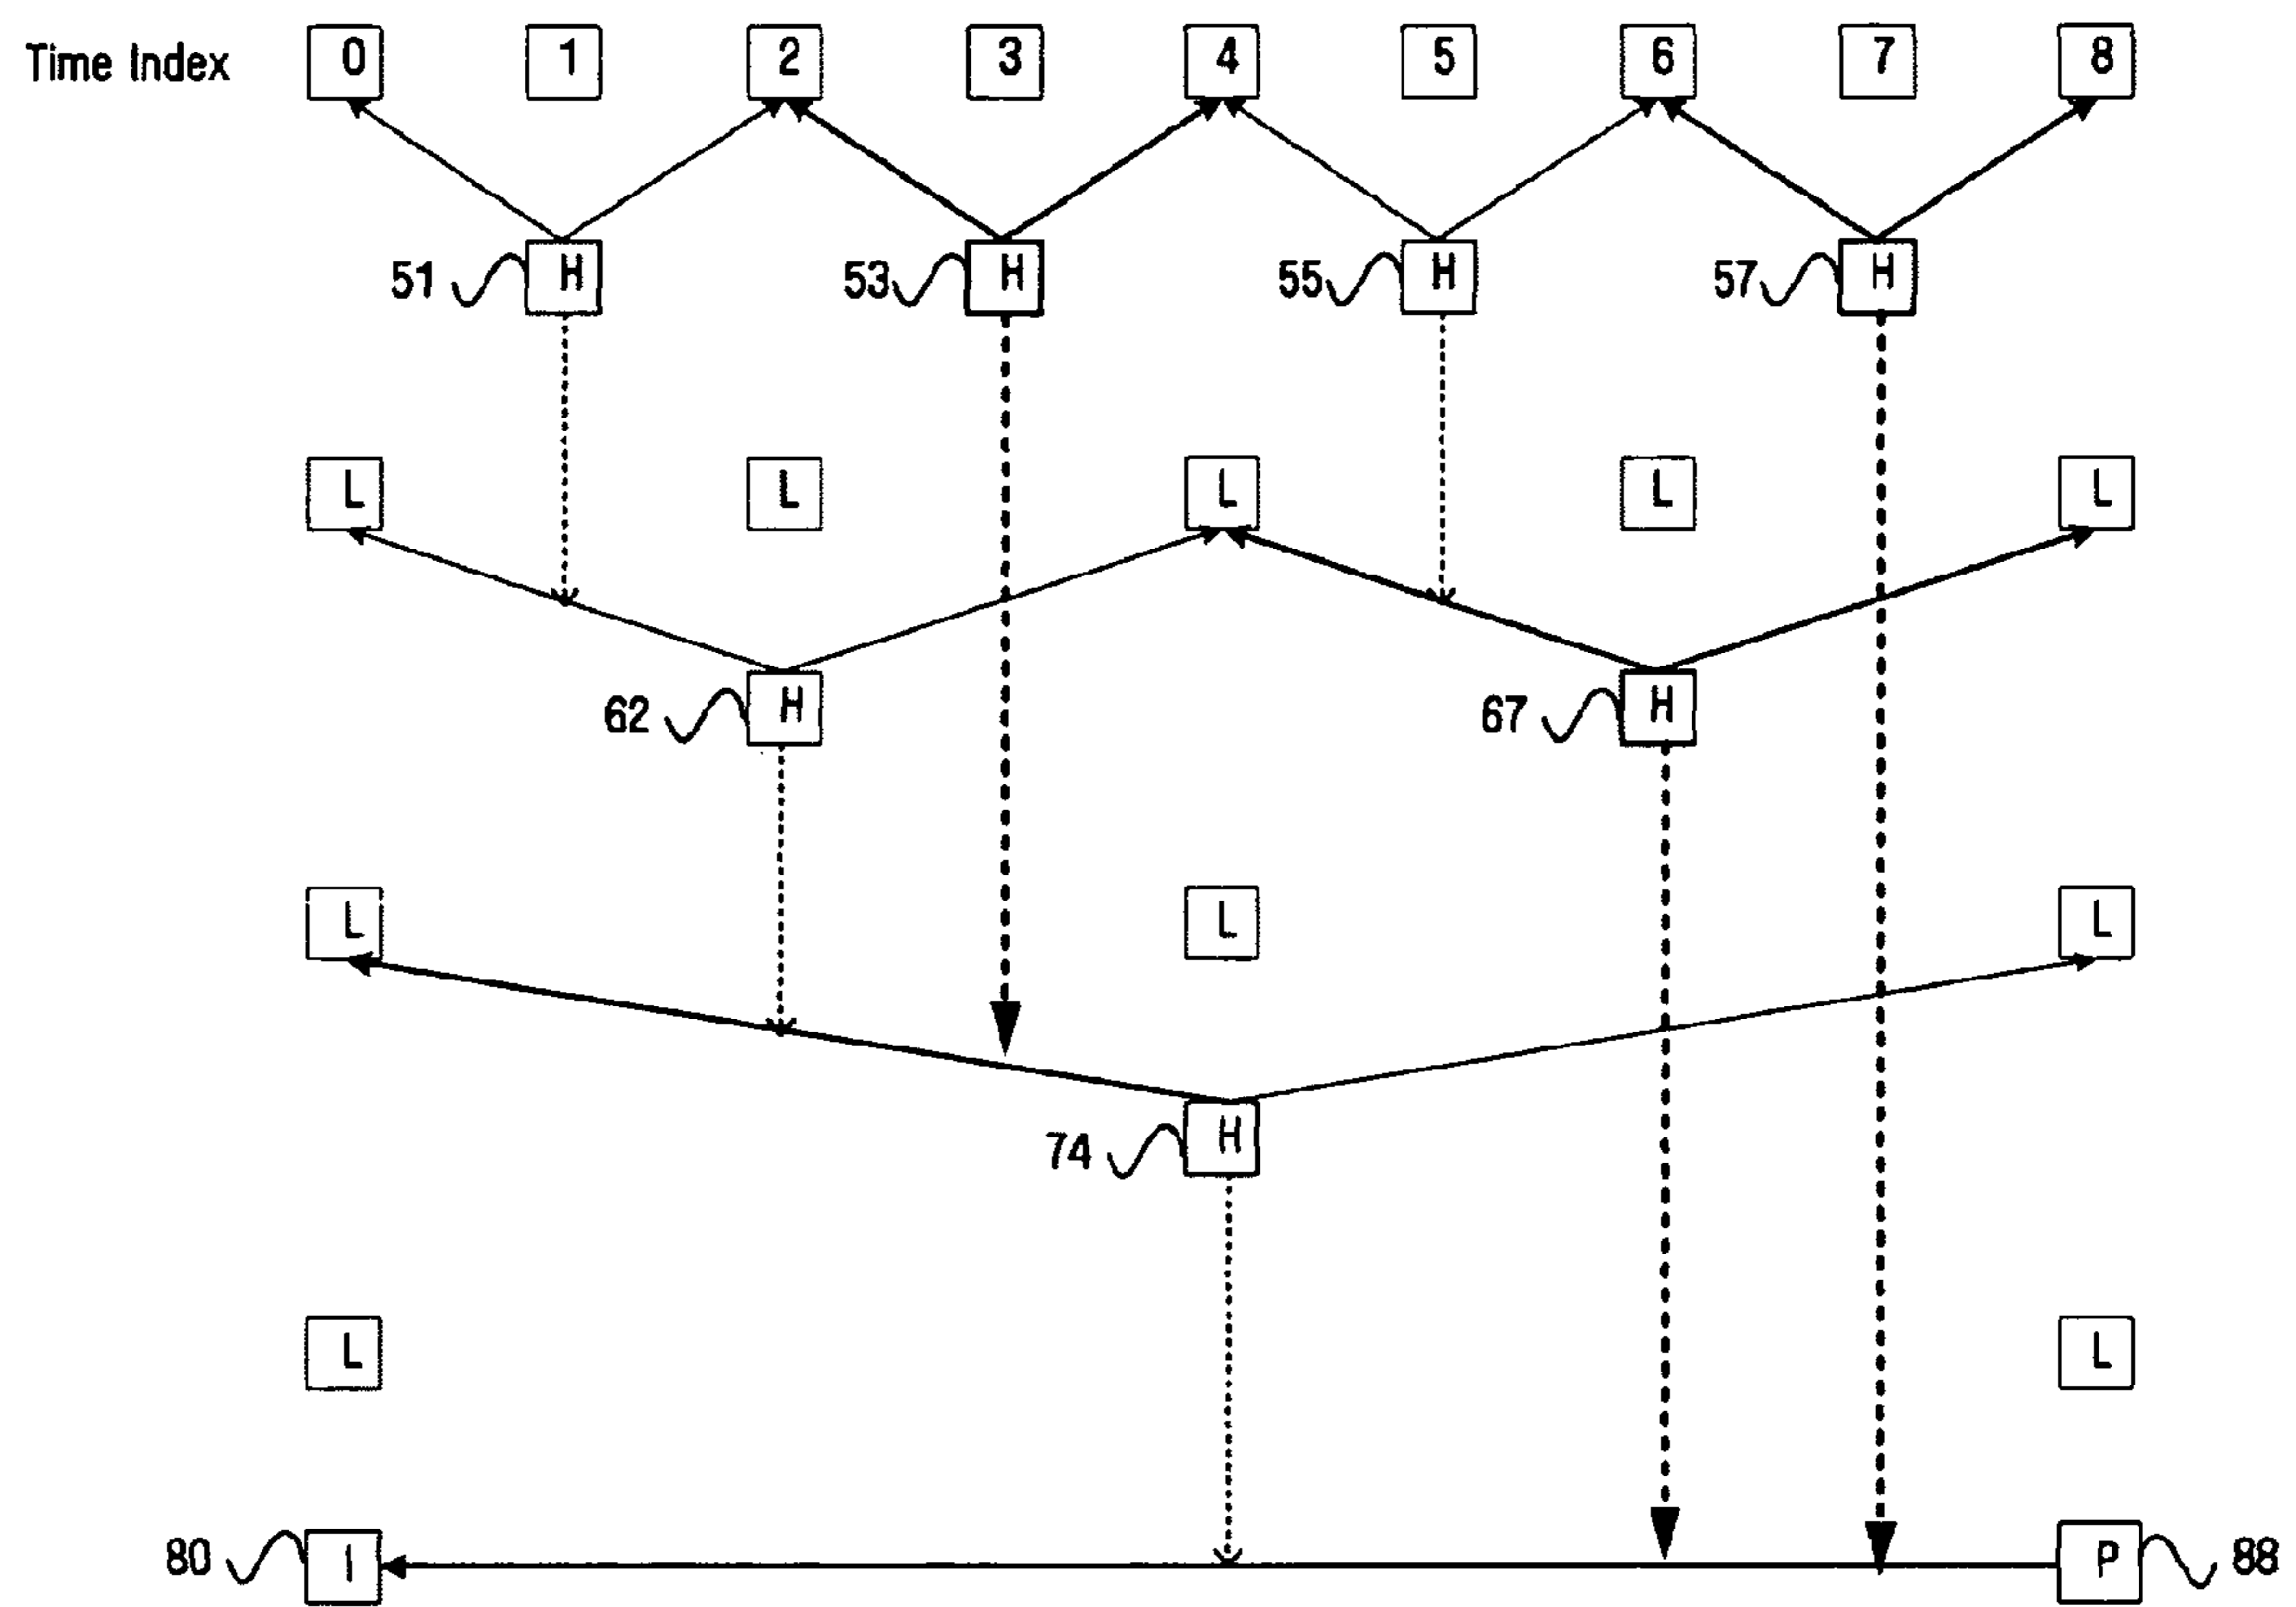 Time Index 0 1 2 3 4 5 6 7 8
51 H 53 H 55 H 57 H
L L L L L
62 H 67 H
L L L
74 H
L L
80 I P 88